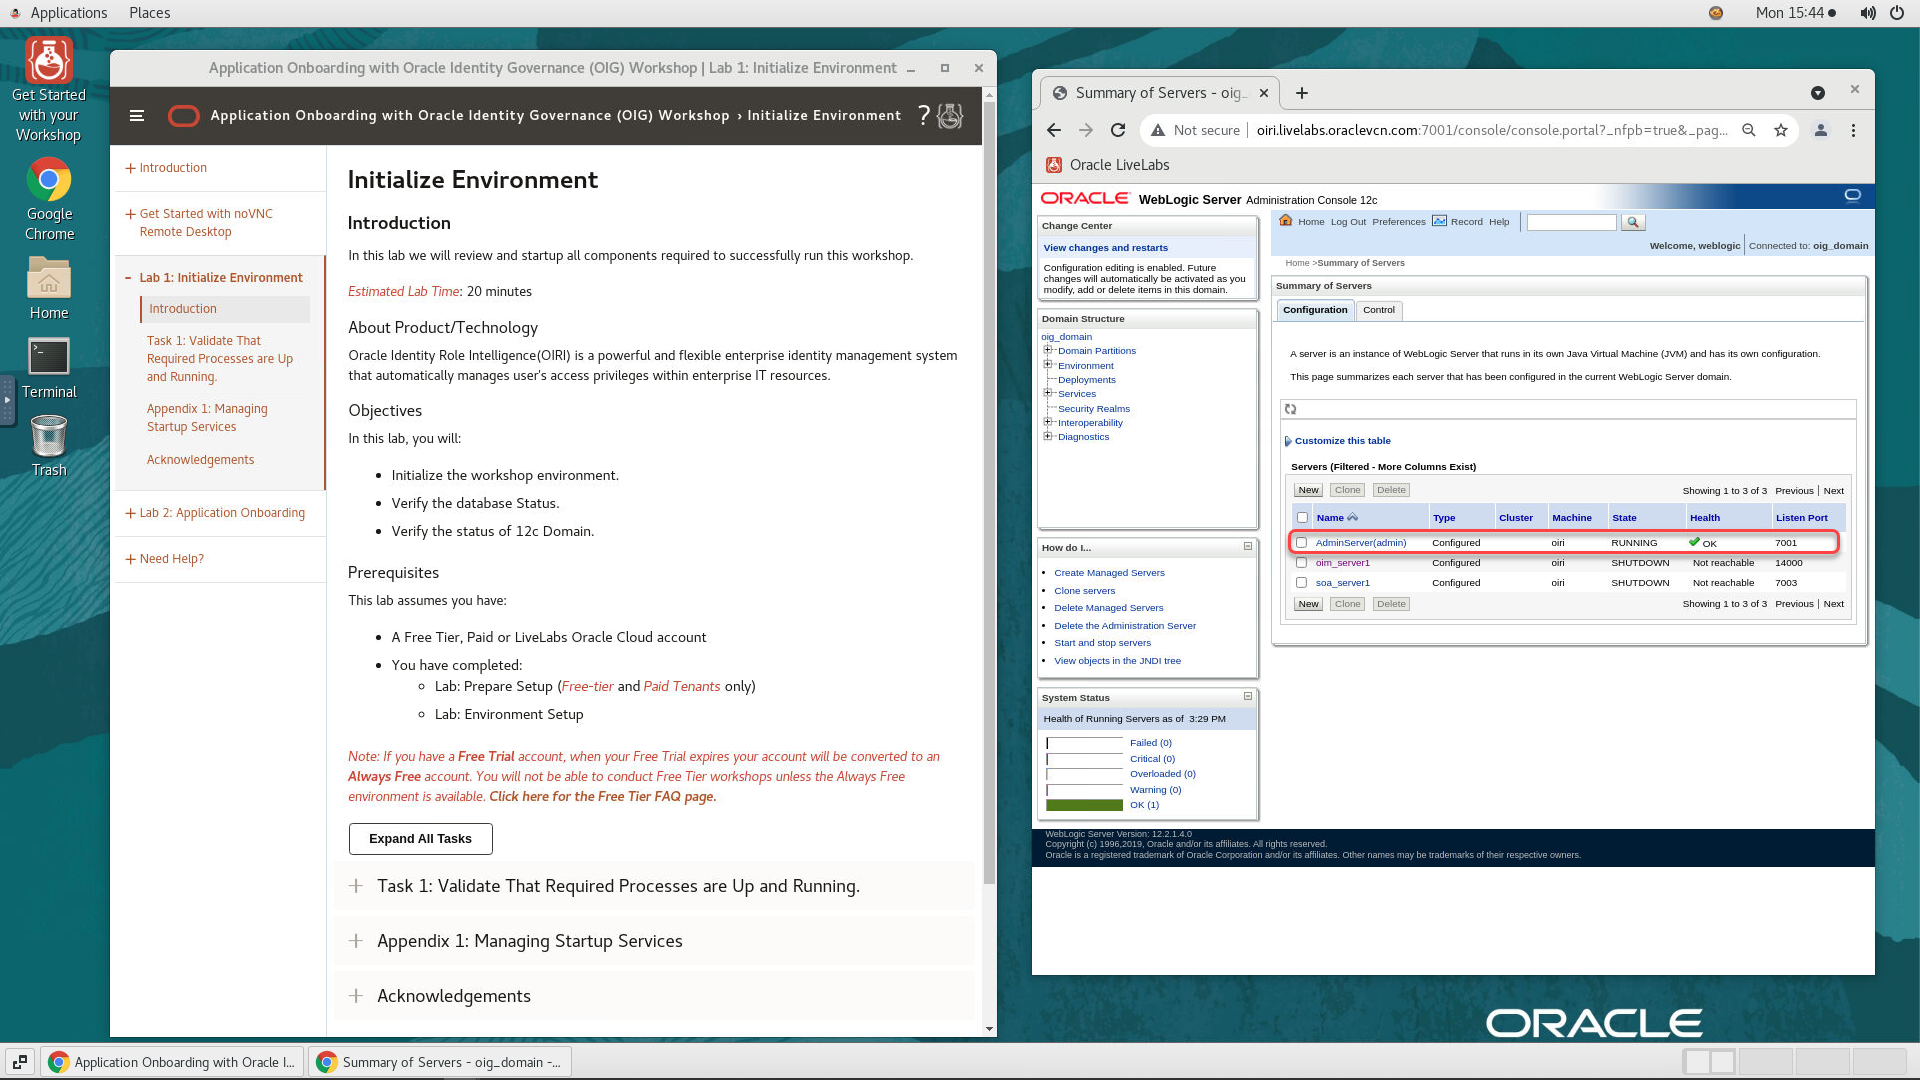 Applications Places Mon 15:44
Get Started with your Workshop
Google Chrome
Home
Terminal
Trash
Application Onboarding with Oracle Identity Governance (OIG) Workshop | Lab 1: Initialize Environment
Application Onboarding with Oracle Identity Governance (OIG) Workshop › Initialize Environment ?
+ Introduction
+ Get Started with noVNC
Remote Desktop
- Lab 1: Initialize Environment
Introduction
Task 1: Validate That
Required Processes are Up
and Running.
Appendix 1: Managing
Startup Services
Acknowledgements
+ Lab 2: Application Onboarding
+ Need Help?
Initialize Environment
Introduction
In this lab we will review and startup all components required to successfully run this workshop.
Estimated Lab Time: 20 minutes
About Product/Technology
Oracle Identity Role Intelligence(OIRI) is a powerful and flexible enterprise identity management system
that automatically manages user's access privileges within enterprise IT resources.
Objectives
In this lab, you will:
• Initialize the workshop environment.
• Verify the database Status.
• Verify the status of 12c Domain.
Prerequisites
This lab assumes you have:
• A Free Tier, Paid or LiveLabs Oracle Cloud account
• You have completed:
◦ Lab: Prepare Setup (Free-tier and Paid Tenants only)
◦ Lab: Environment Setup
Note: If you have a Free Trial account, when your Free Trial expires your account will be converted to an
Always Free account. You will not be able to conduct Free Tier workshops unless the Always Free
environment is available. Click here for the Free Tier FAQ page.
Expand All Tasks
+ Task 1: Validate That Required Processes are Up and Running.
+ Appendix 1: Managing Startup Services
+ Acknowledgements
Summary of Servers - oig_
Not secure | oiri.livelabs.oraclevcn.com:7001/console/console.portal?_nfpb=true&_pag...
Oracle LiveLabs
ORACLE WebLogic Server Administration Console 12c
Change Center
View changes and restarts
Configuration editing is enabled. Future
changes will automatically be activated as you
modify, add or delete items in this domain.
Domain Structure
oig_domain
Domain Partitions
Environment
Deployments
Services
Security Realms
Interoperability
Diagnostics
How do I...
• Create Managed Servers
• Clone servers
• Delete Managed Servers
• Delete the Administration Server
• Start and stop servers
• View objects in the JNDI tree
System Status
Health of Running Servers as of 3:29 PM
Failed (0)
Critical (0)
Overloaded (0)
Warning (0)
OK (1)
Home Log Out Preferences Record Help
Welcome, weblogic | Connected to: oig_domain
Home >Summary of Servers
Summary of Servers
Configuration Control
A server is an instance of WebLogic Server that runs in its own Java Virtual Machine (JVM) and has its own configuration.
This page summarizes each server that has been configured in the current WebLogic Server domain.
Customize this table
Servers (Filtered - More Columns Exist)
New Clone Delete Showing 1 to 3 of 3 Previous | Next
Name Type Cluster Machine State Health Listen Port
AdminServer(admin) Configured oiri RUNNING OK 7001
oim_server1 Configured oiri SHUTDOWN Not reachable 14000
soa_server1 Configured oiri SHUTDOWN Not reachable 7003
New Clone Delete Showing 1 to 3 of 3 Previous | Next
WebLogic Server Version: 12.2.1.4.0
Copyright (c) 1996,2019, Oracle and/or its affiliates. All rights reserved.
Oracle is a registered trademark of Oracle Corporation and/or its affiliates. Other names may be trademarks of their respective owners.
ORACLE
Application Onboarding with Oracle I... Summary of Servers - oig_domain -...